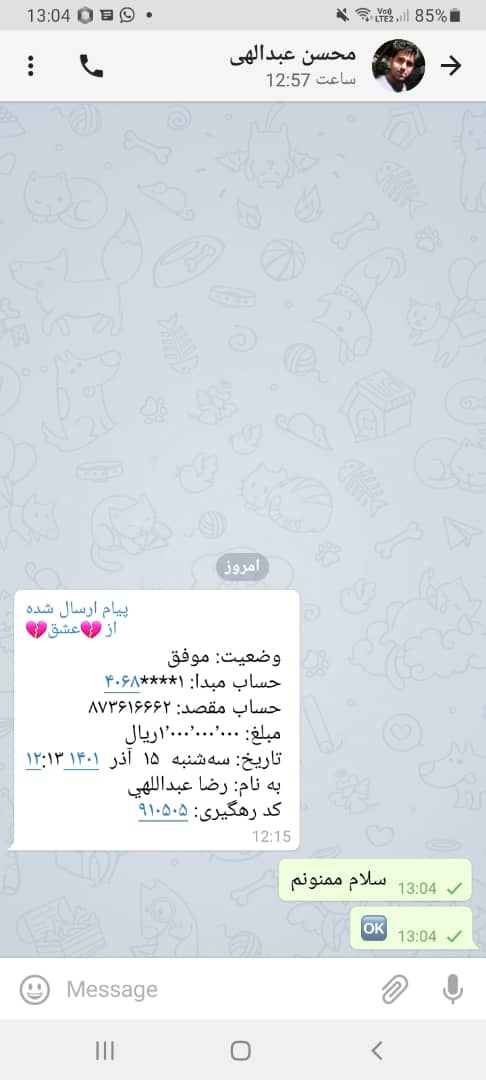 13:04
Vo))
LTE2
85%
محسن عبدالهی
ساعت 12:57
امروز
پیام ارسال شده
از 💔عشق💔
وضعیت: موفق
حساب مبدا: ۱****۴۰۶۸
حساب مقصد: ۸۷۳۶۱۶۶۶۲
مبلغ: ۱٬۰۰۰٬۰۰۰٬۰۰۰ریال
تاریخ: سه‌شنبه ۱۵ آذر ۱۴۰۱ ۱۲:۱۳
به نام: رضا عبداللهي
کد رهگیری: ۹۱۰۵۰۵
12:15
سلام ممنونم 13:04
🆗 13:04
Message